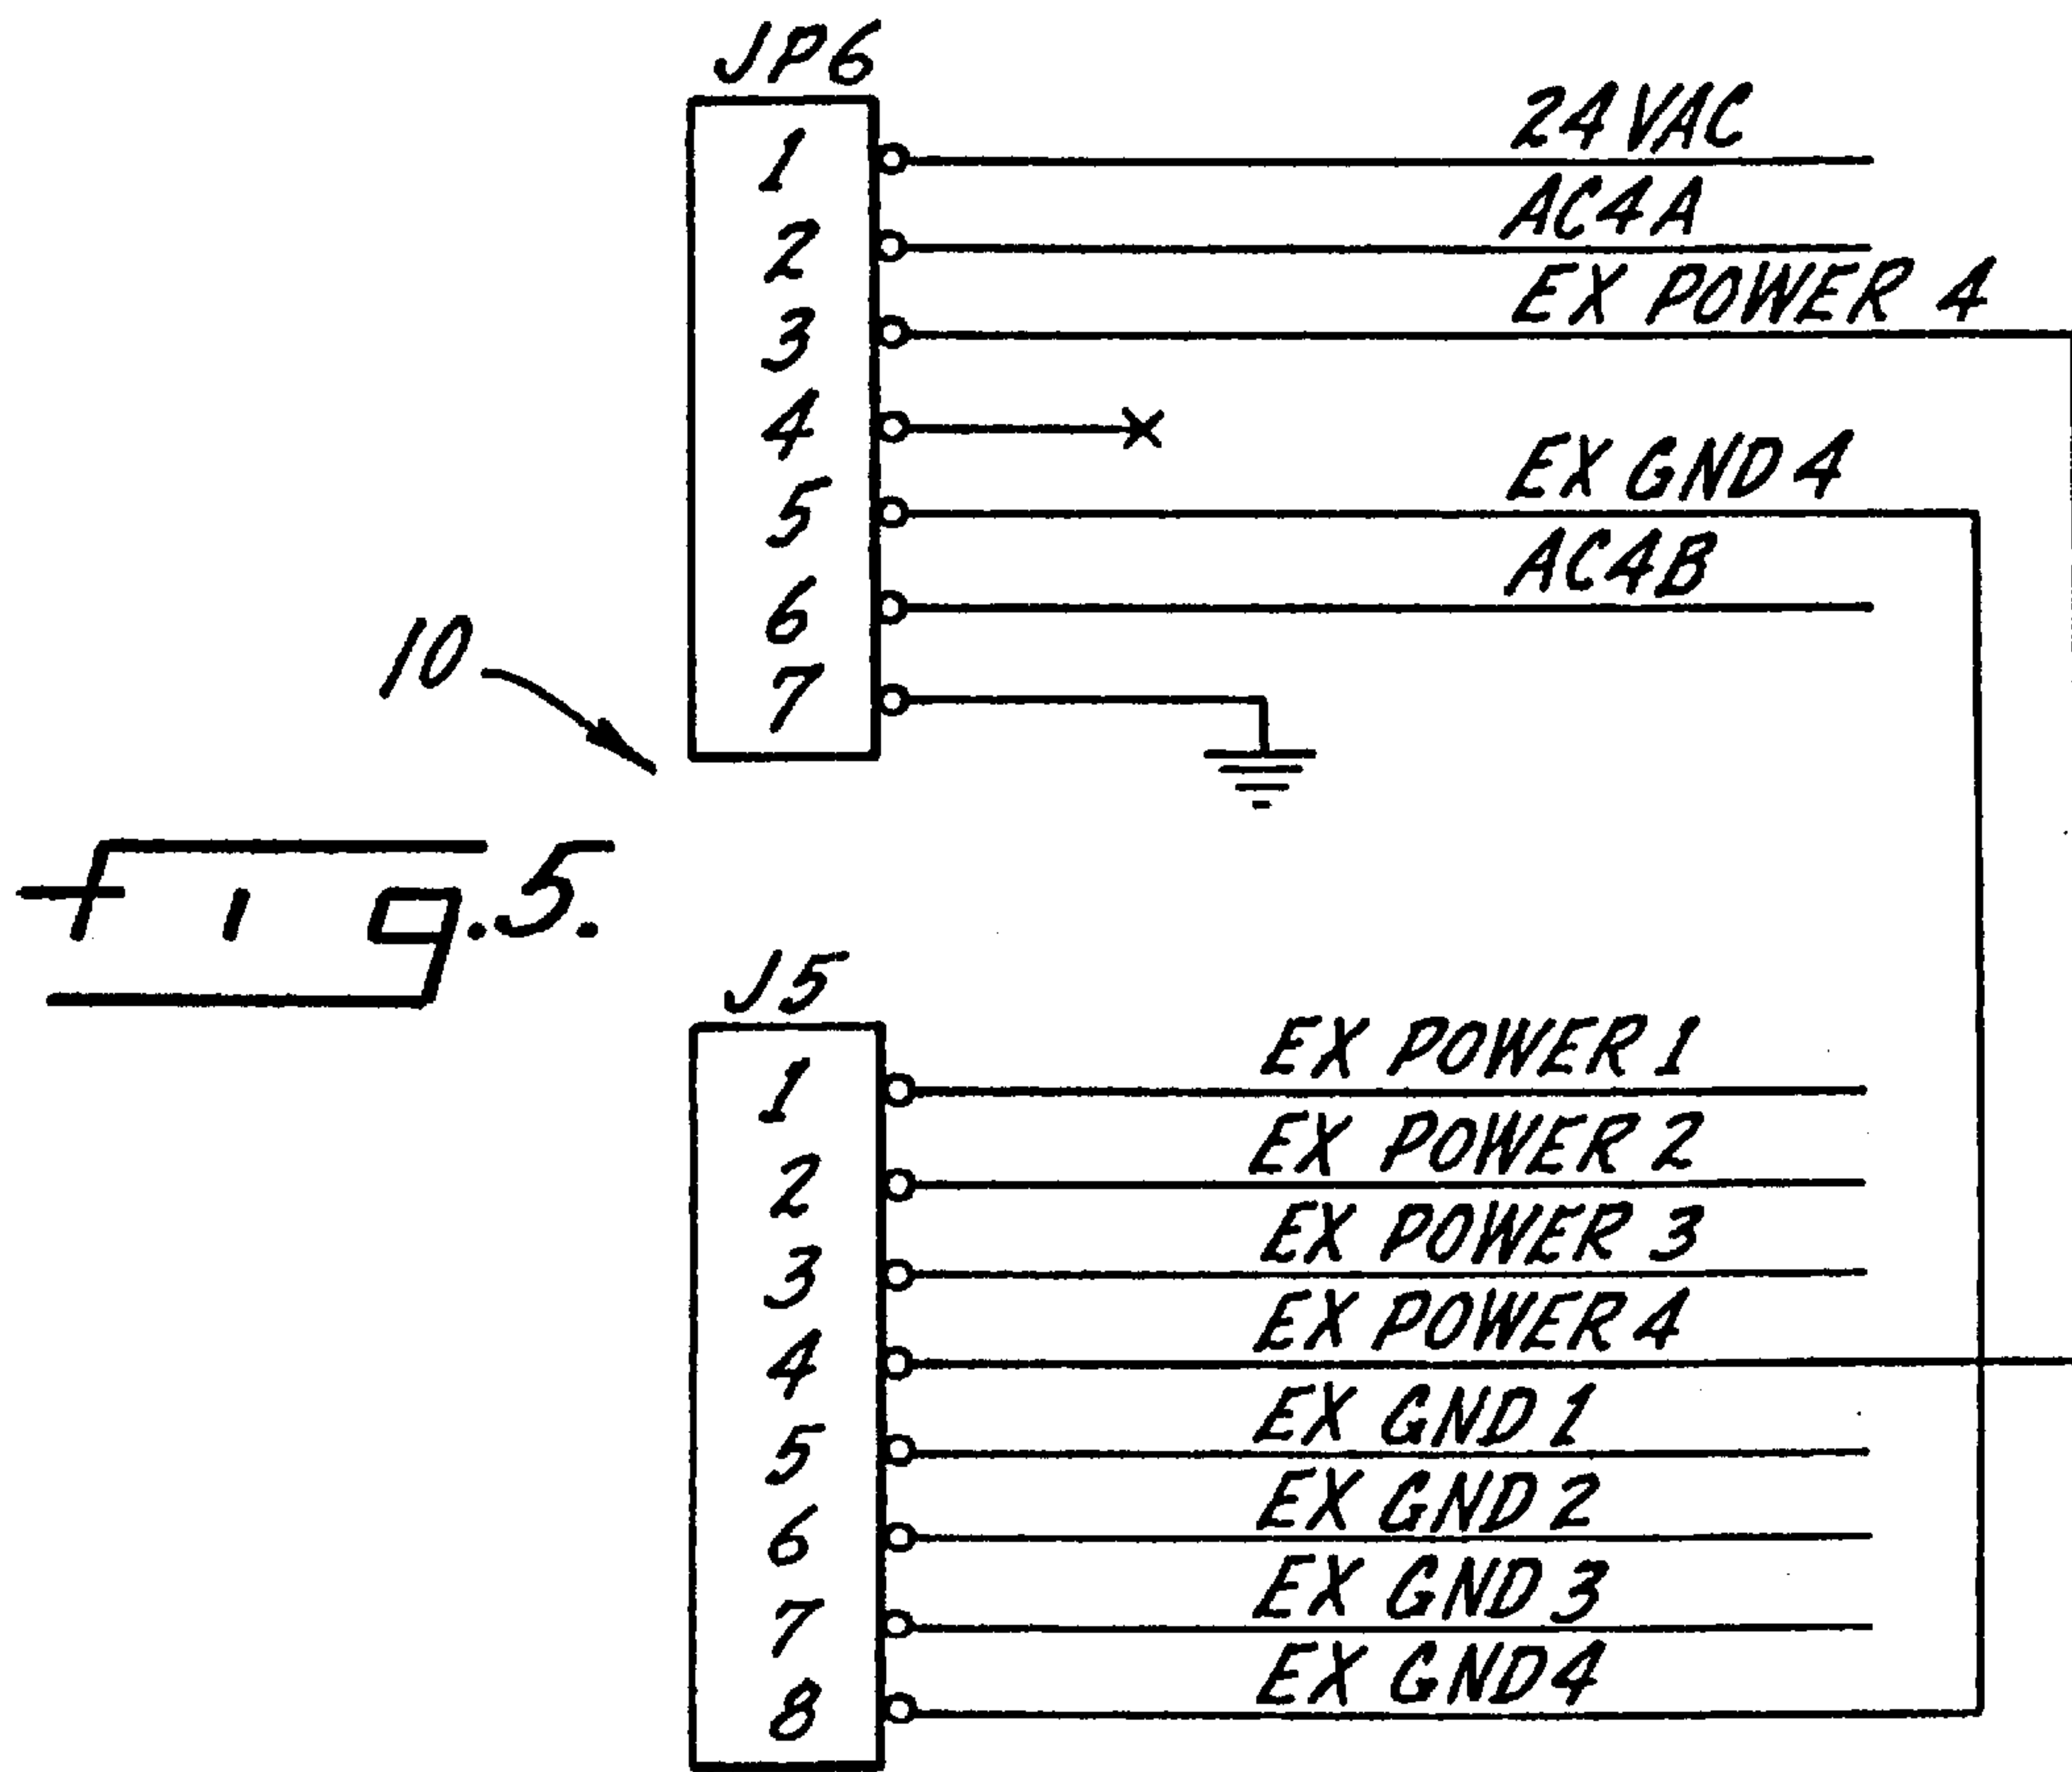 JP6
1 24VAC
2 AC4A
3 EX POWER 4
4
5 EX GND 4
6 AC4B
7
10
Fig.5.
J5
1 EX POWER 1
2 EX POWER 2
3 EX POWER 3
4 EX POWER 4
5 EX GND 1
6 EX GND 2
7 EX GND 3
8 EX GND 4